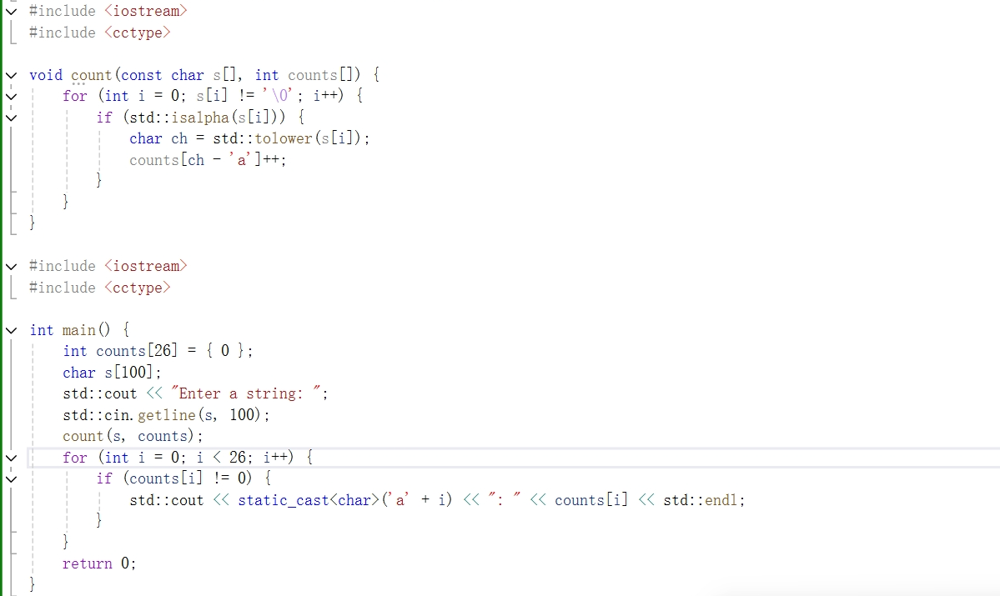 #include <iostream>
#include <cctype>

void count(const char s[], int counts[]) {
    for (int i = 0; s[i] != '\0'; i++) {
        if (std::isalpha(s[i])) {
            char ch = std::tolower(s[i]);
            counts[ch - 'a']++;
        }
    }
}

#include <iostream>
#include <cctype>

int main() {
    int counts[26] = { 0 };
    char s[100];
    std::cout << "Enter a string: ";
    std::cin.getline(s, 100);
    count(s, counts);
    for (int i = 0; i < 26; i++) {
        if (counts[i] != 0) {
            std::cout << static_cast<char>('a' + i) << ": " << counts[i] << std::endl;
        }
    }
    return 0;
}